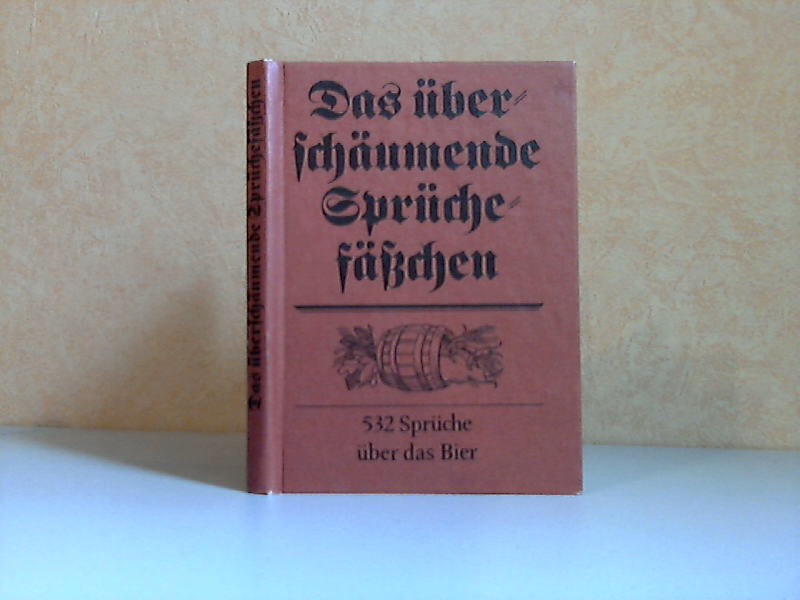 Das über-
schäumende
Sprüche-
fäßchen
532 Sprüche
über das Bier
Das überschäumende Sprüchefäßchen